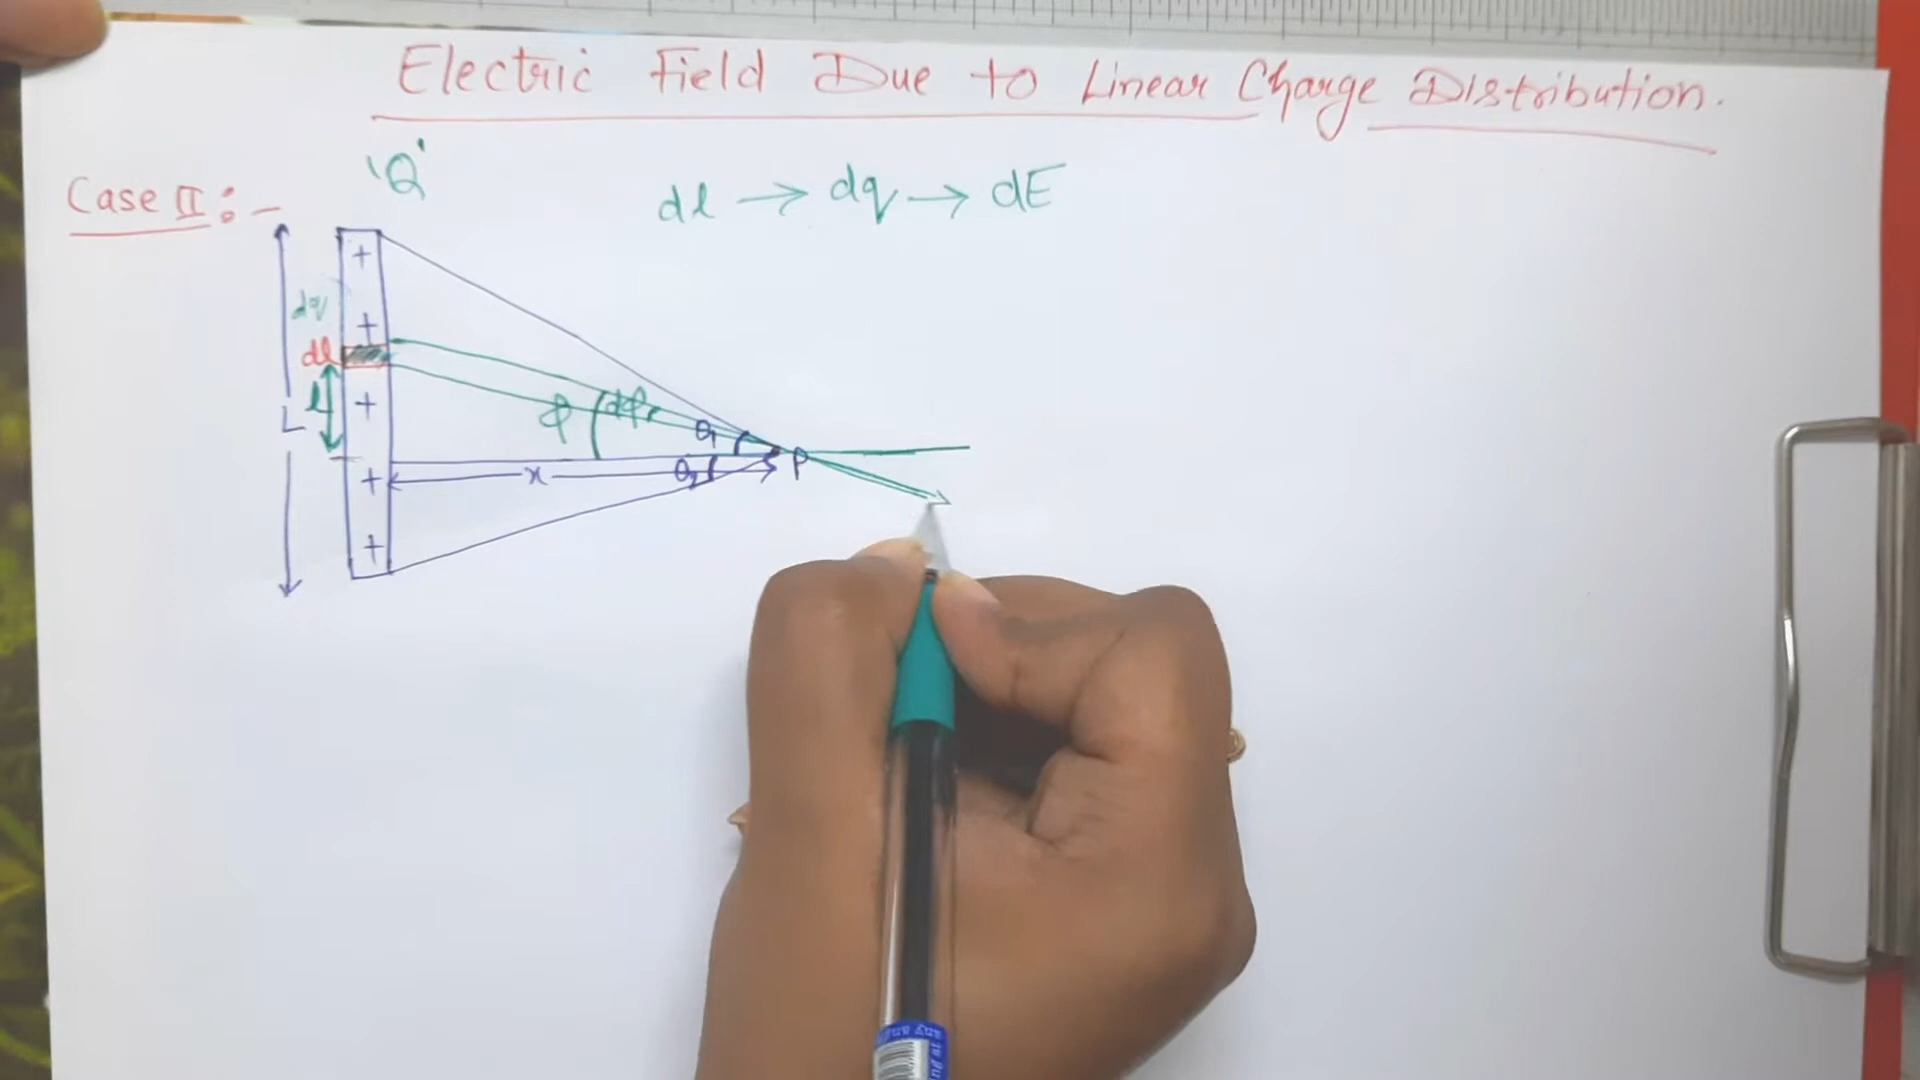 Electric Field Due to Linear Charge Distribution.
'Q'
Case II :-
dl → dq → dE
+
dq
+
dl
l
+
L
φ
dφ
θ1
P
x
θ2
+
+